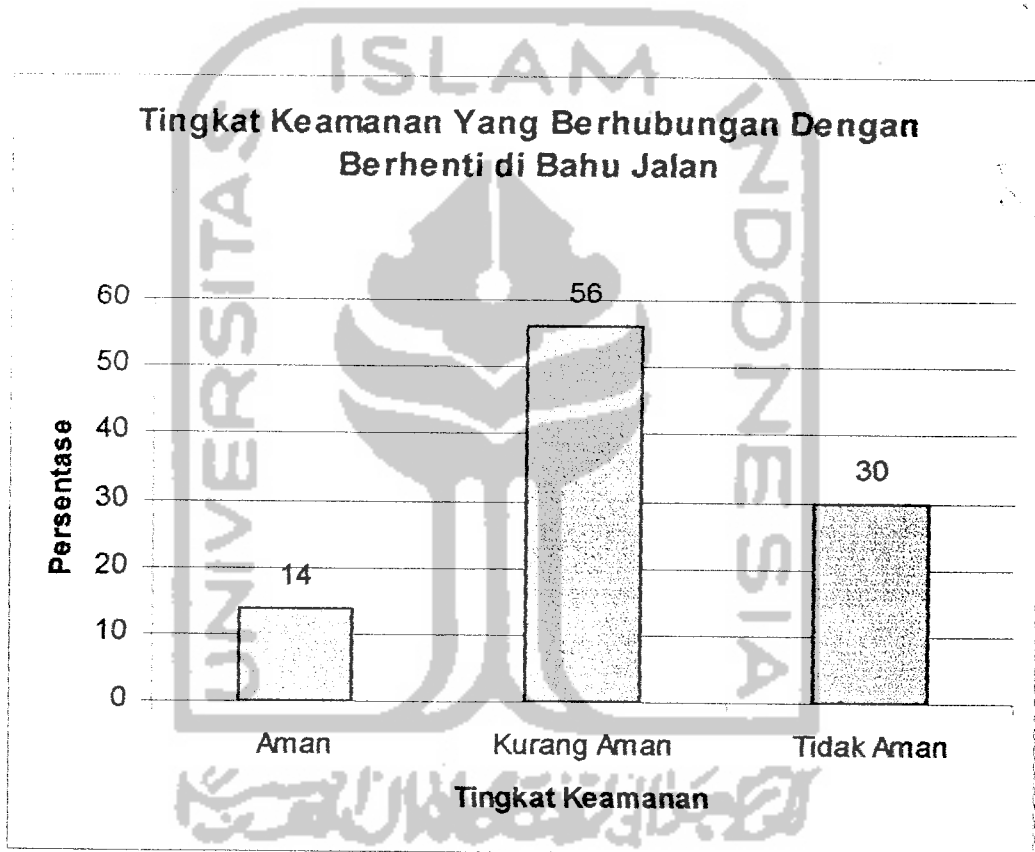 ISLAM
UNIVERSITAS
INDONESIA
Tingkat Keamanan Yang Berhubungan Dengan
Berhenti di Bahu Jalan
Persentase
60
50
40
30
20
10
0
14
56
30
Aman
Kurang Aman
Tidak Aman
Tingkat Keamanan